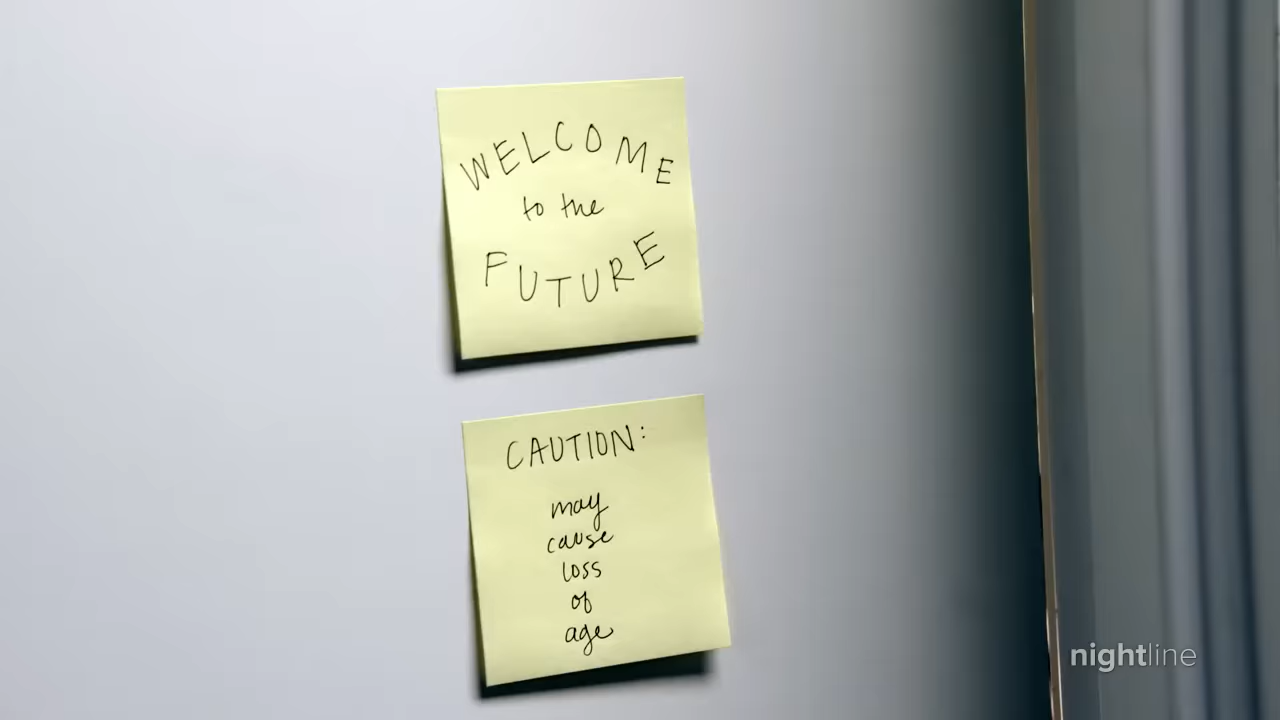 WELCOME
to the
FUTURE
CAUTION:
may
cause
loss
of
age
nightline